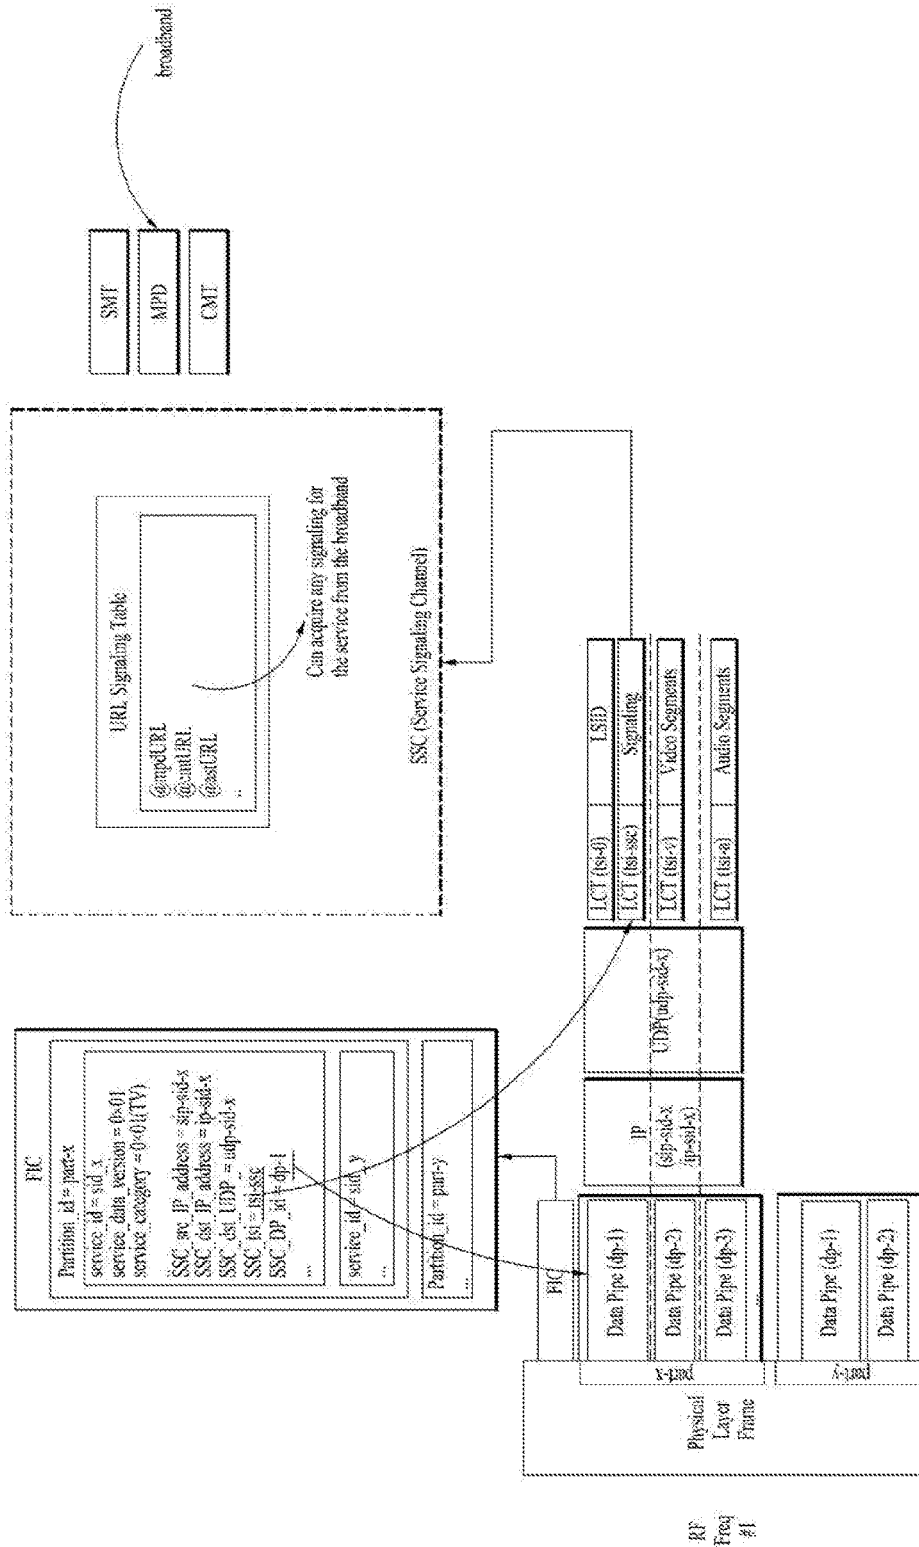 FIC
Partition_id = part-x
service_id = sid_x
service_data_version = 0×01
service_category = 0×01(TV)
SSC_src_IP_address = sip-sid-x
SSC_dst_IP_address = ip-sid-x
SSC_dst_UDP = udp-sid-x
SSC_tsi = tsi-ssc
SSC_DP_id = dp-1
...
service_id = sid_y
...
Partition_id = part-y
...
URL Signaling Table
@mpdURL
@cmtURL
@astURL
..
Can acquire any signaling for
the service from the broadband
SSC (Service Signaling Channel)
SMT
MPD
CMT
broadband
RF
Freq
#1
Physical
Layer
Frame
part-x
part-y
FIC
Data Pipe (dp-1)
Data Pipe (dp-2)
Data Pipe (dp-3)
...
Data Pipe (dp-1)
Data Pipe (dp-2)
IP
(sip-sid-x
/ip-sid-x)
UDP(udp-sid-x)
LCT (tsi-0) LSID
LCT (tsi-ssc) Signaling
LCT (tsi-v) Video Segments
LCT (tsi-a) Audio Segments